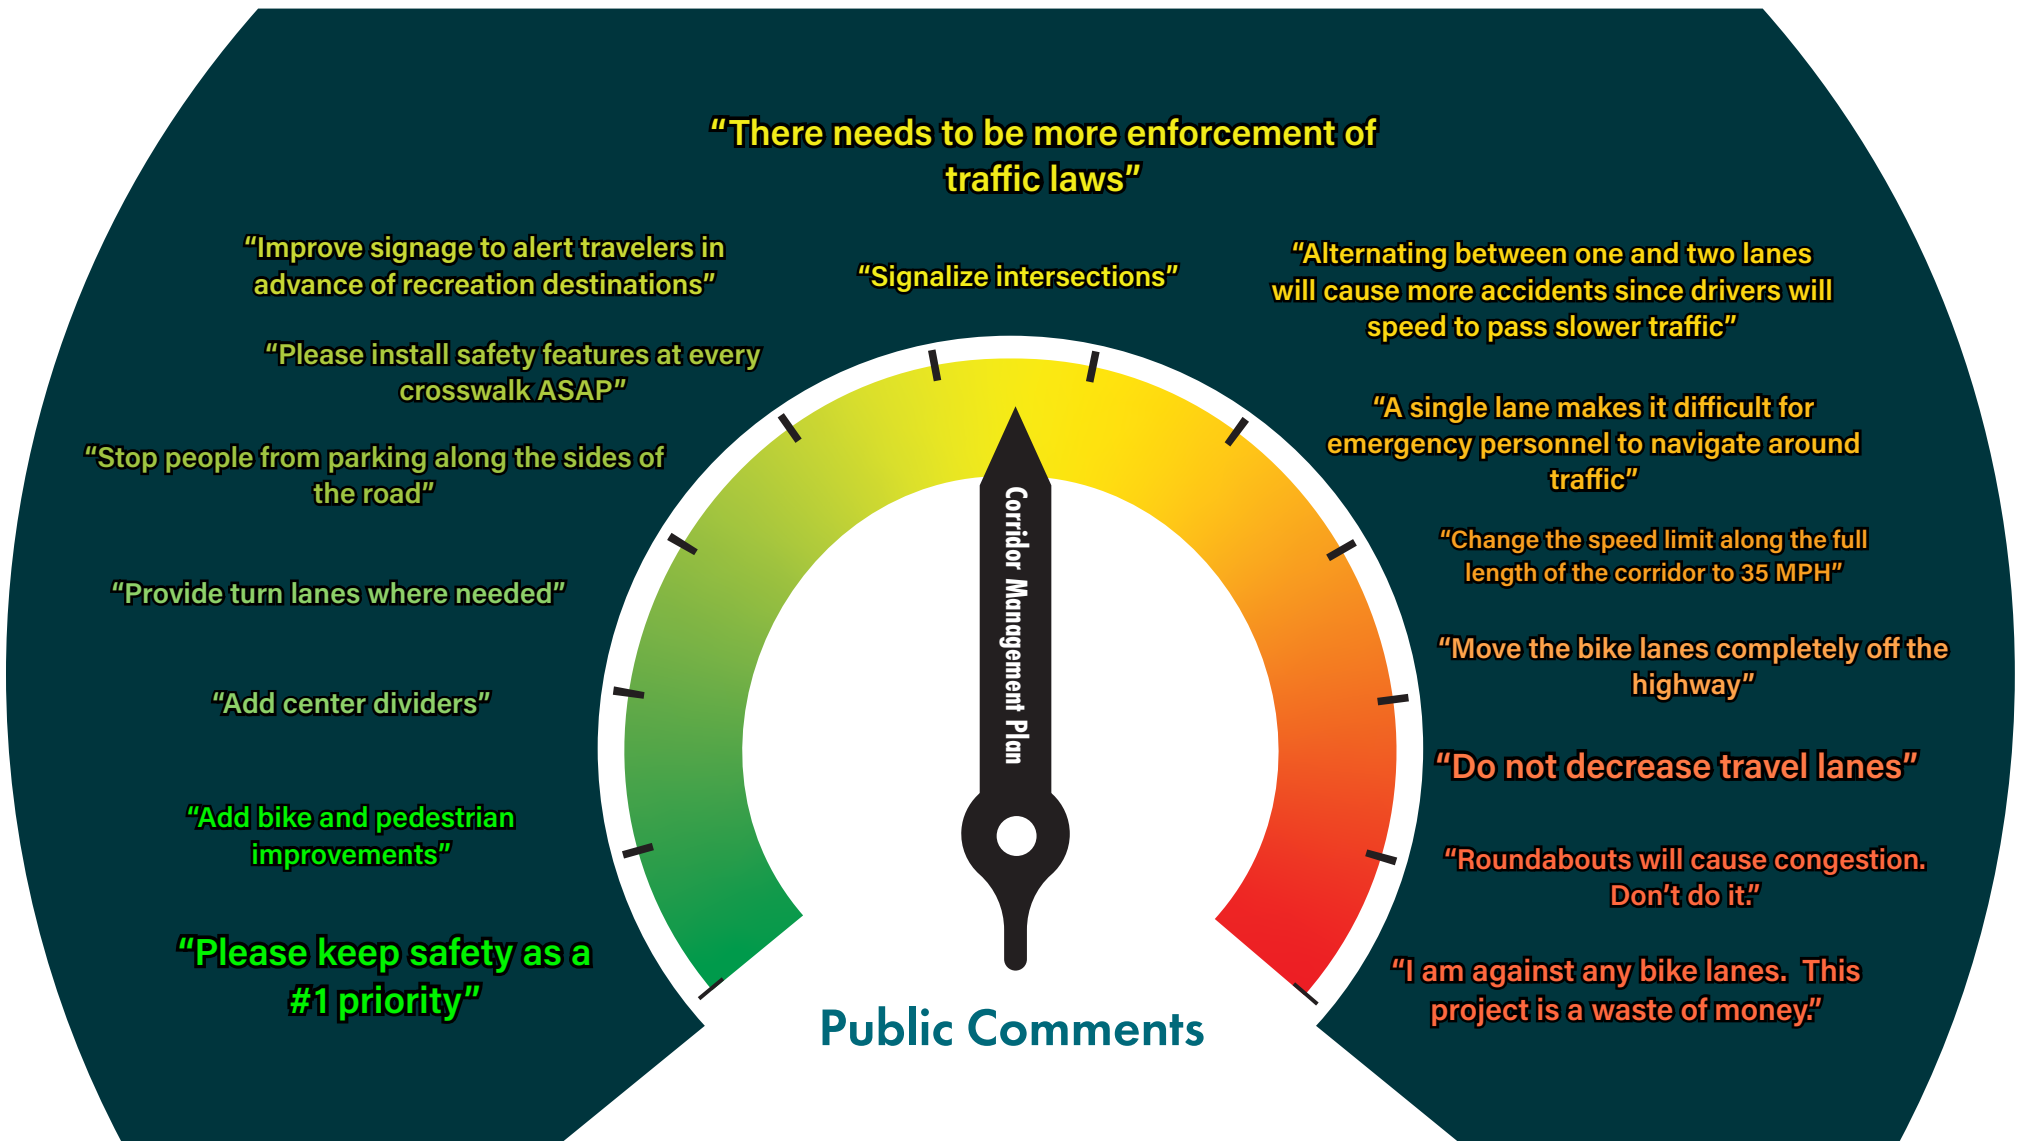 “There needs to be more enforcement of
traffic laws”
“Improve signage to alert travelers in
advance of recreation destinations”
“Signalize intersections”
“Alternating between one and two lanes
will cause more accidents since drivers will
speed to pass slower traffic”
“Please install safety features at every
crosswalk ASAP”
“A single lane makes it difficult for
emergency personnel to navigate around
traffic”
“Stop people from parking along the sides of
the road”
“Change the speed limit along the full
length of the corridor to 35 MPH”
“Provide turn lanes where needed”
Corridor Management Plan
“Move the bike lanes completely off the
highway”
“Add center dividers”
“Do not decrease travel lanes”
“Add bike and pedestrian
improvements”
“Roundabouts will cause congestion.
Don’t do it.”
“Please keep safety as a
#1 priority”
“I am against any bike lanes.  This
project is a waste of money.”
Public Comments